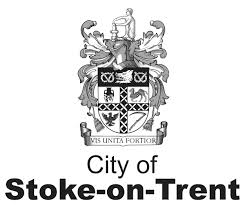 VIS UNITA FORTIOR
City of
Stoke-on-Trent